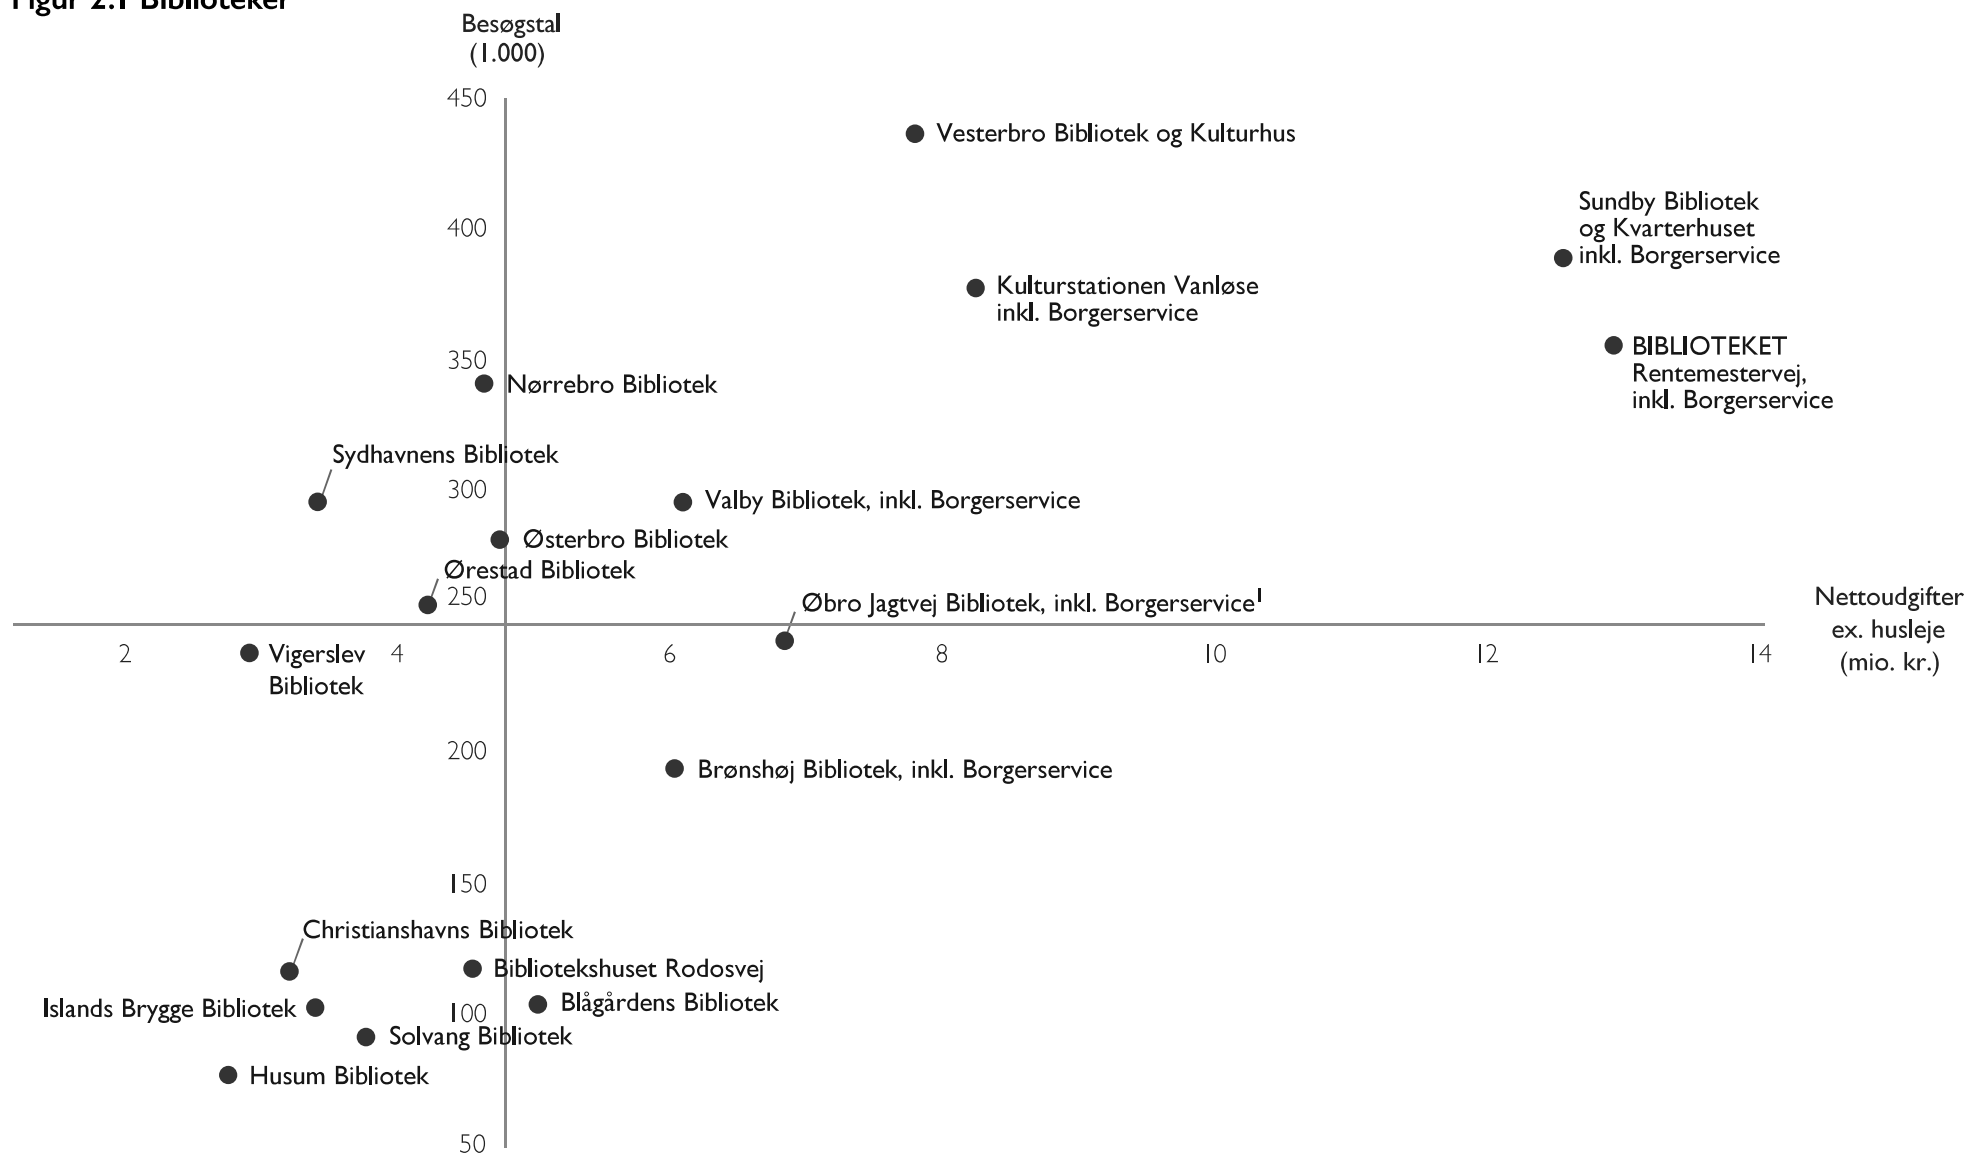 Figur 2.1 Biblioteker
Besøgstal
(1.000)
450
Vesterbro Bibliotek og Kulturhus
Sundby Bibliotek
og Kvarterhuset
inkl. Borgerservice
400
Kulturstationen Vanløse
inkl. Borgerservice
BIBLIOTEKET
Rentemestervej,
inkl. Borgerservice
350
Nørrebro Bibliotek
Sydhavnens Bibliotek
300
Valby Bibliotek, inkl. Borgerservice
Østerbro Bibliotek
Ørestad Bibliotek
250
Øbro Jagtvej Bibliotek, inkl. Borgerservice¹
Nettoudgifter
ex. husleje
(mio. kr.)
2
Vigerslev
Bibliotek
4
6
8
10
12
14
200
Brønshøj Bibliotek, inkl. Borgerservice
150
Christianshavns Bibliotek
Bibliotekshuset Rodosvej
Islands Brygge Bibliotek
100
Blågårdens Bibliotek
Solvang Bibliotek
Husum Bibliotek
50